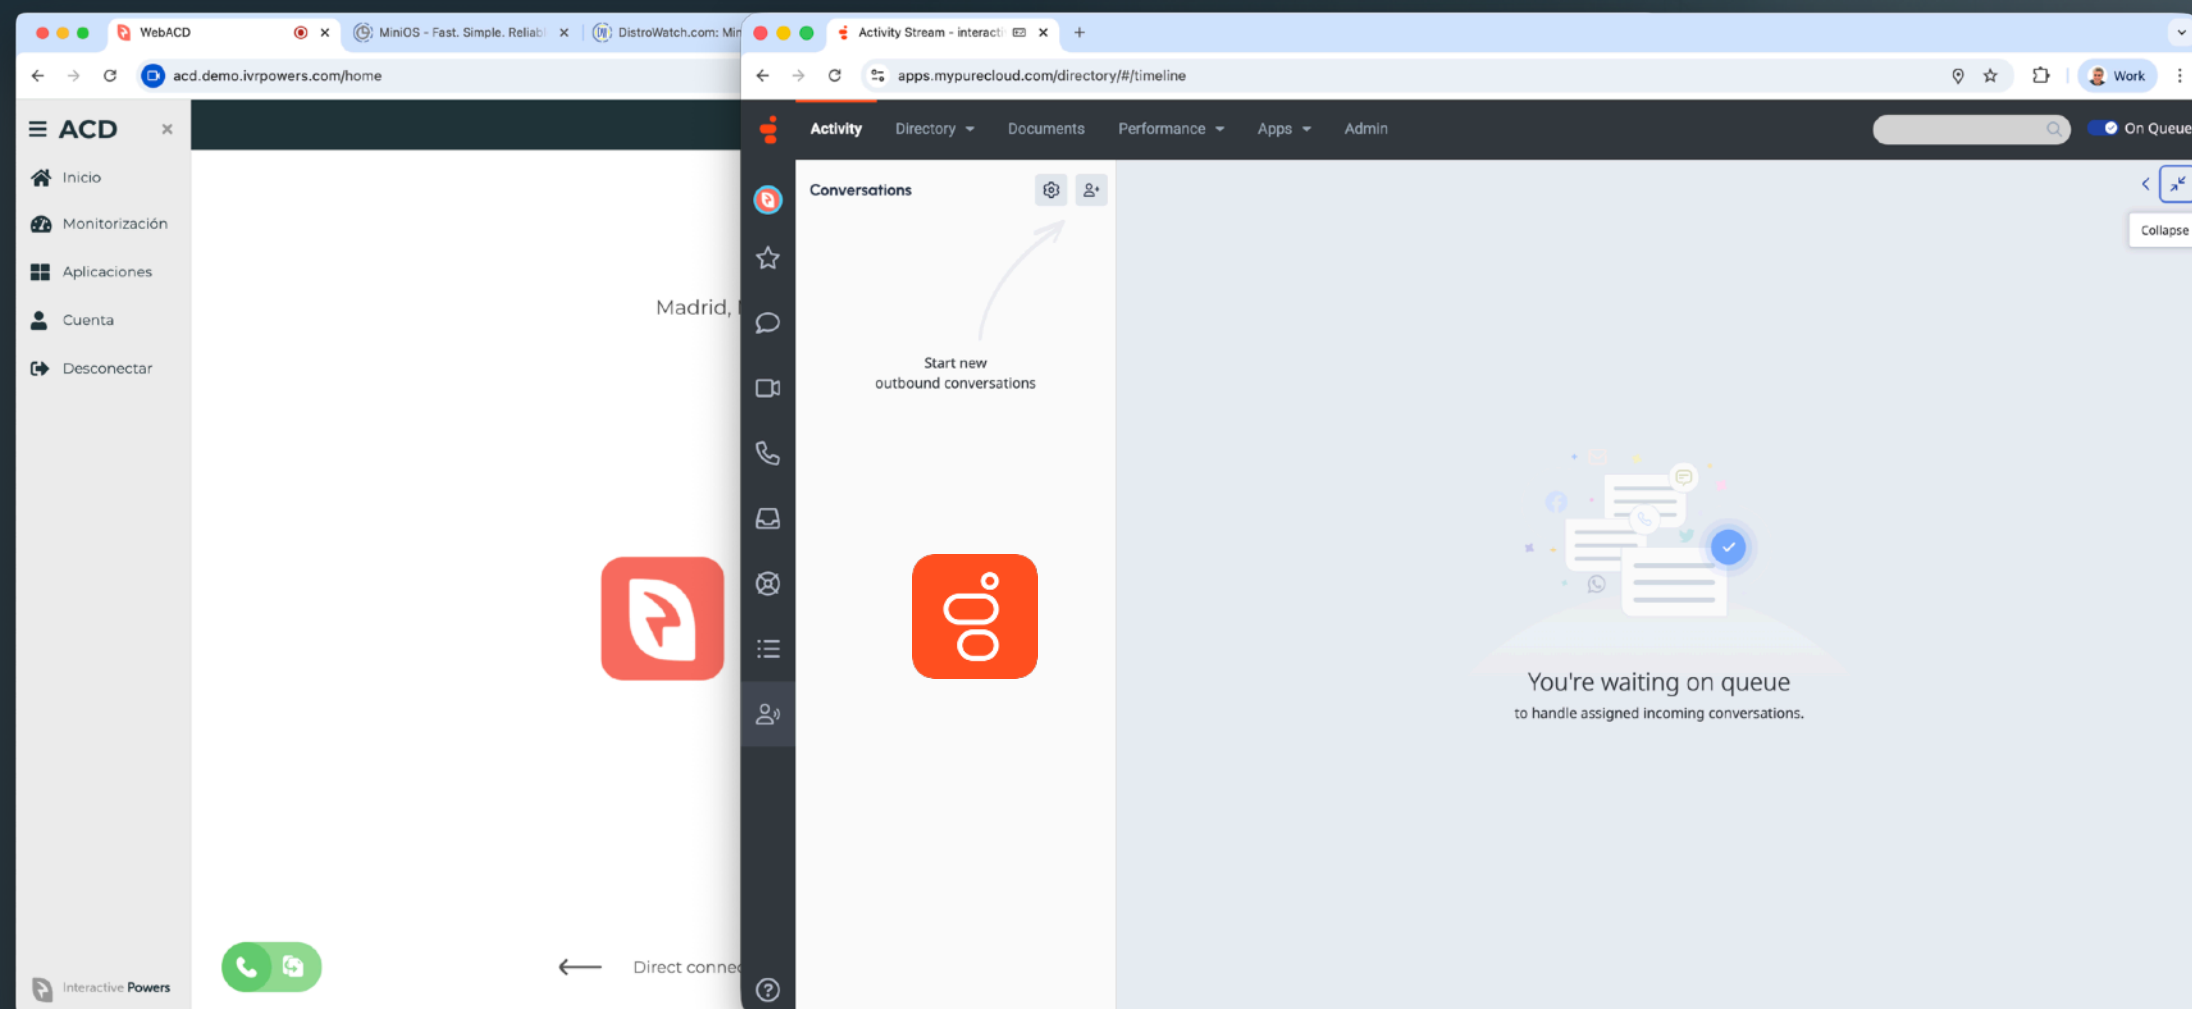 WebACD
MiniOS - Fast. Simple. Reliab
DistroWatch.com: Min
acd.demo.ivrpowers.com/home
ACD
Inicio
Monitorización
Aplicaciones
Cuenta
Desconectar
Interactive Powers
Madrid,
Direct connec
Activity Stream - interacti
apps.mypurecloud.com/directory/#/timeline
Work
Activity
Directory
Documents
Performance
Apps
Admin
On Queue
Conversations
Start new
outbound conversations
Collapse
You're waiting on queue
to handle assigned incoming conversations.